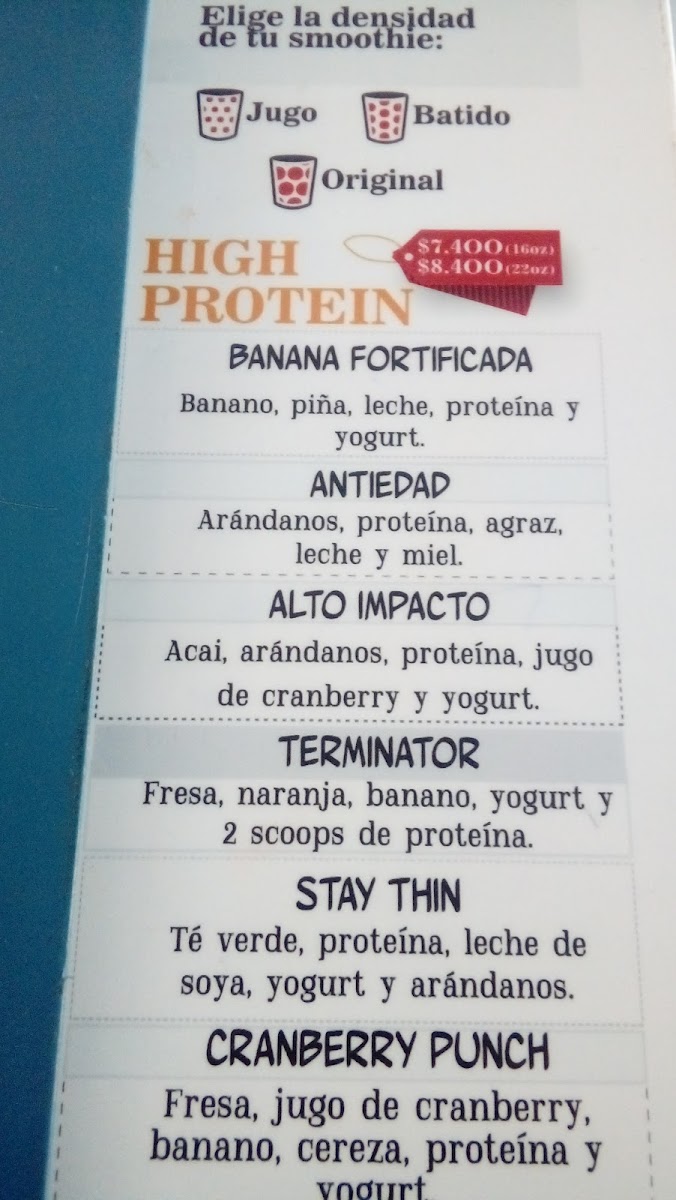 Elige la densidad
de tu smoothie:
Jugo Batido
Original
HIGH
PROTEIN
$7.400 (16oz)
$8.400 (22oz)
BANANA FORTIFICADA
Banano, piña, leche, proteína y
yogurt.
ANTIEDAD
Arándanos, proteína, agraz,
leche y miel.
ALTO IMPACTO
Acai, arándanos, proteína, jugo
de cranberry y yogurt.
TERMINATOR
Fresa, naranja, banano, yogurt y
2 scoops de proteína.
STAY THIN
Té verde, proteína, leche de
soya, yogurt y arándanos.
CRANBERRY PUNCH
Fresa, jugo de cranberry,
banano, cereza, proteína y
yogurt.